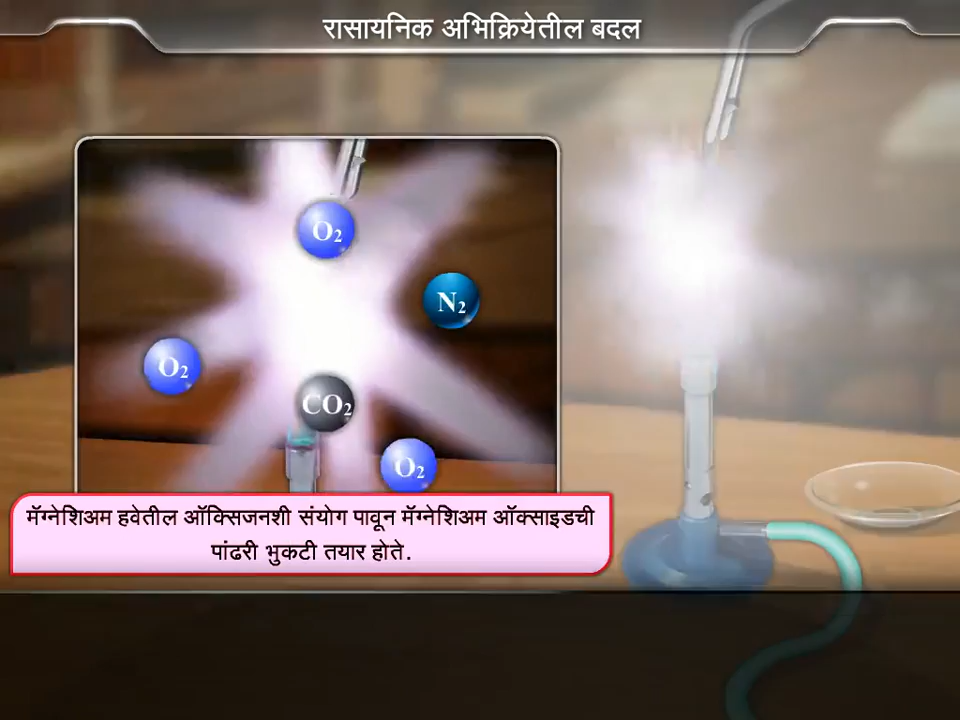 रासायनिक अभिक्रियेतील बदल
O₂
N₂
O₂
CO₂
O₂
मॅग्नेशिअम हवेतील ऑक्सिजनशी संयोग पावून मॅग्नेशिअम ऑक्साइडची
पांढरी भुकटी तयार होते.